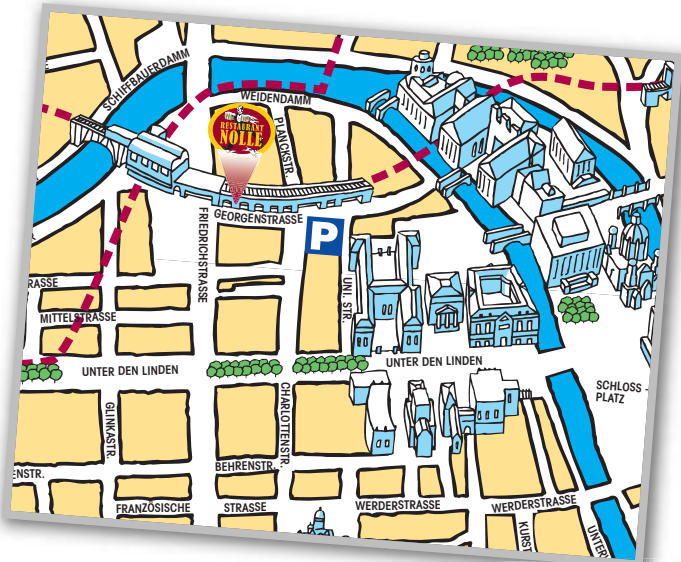 SCHIFFBAUERDAMM
WEIDENDAMM
RESTAURANT
NOLLE
PLANCKSTR.
GEORGENSTRASSE
P
FRIEDRICHSTRASSE
UNI. STR.
RASSE
MITTELSTRASSE
UNTER DEN LINDEN
UNTER DEN LINDEN
SCHLOSS -
PLATZ
GLINKASTR.
CHARLOTTENSTR.
BEHRENSTR.
ENSTR.
FRANZÖSISCHE
STRASSE
WERDERSTRASSE
WERDERSTRASSE
KURST
UNTER